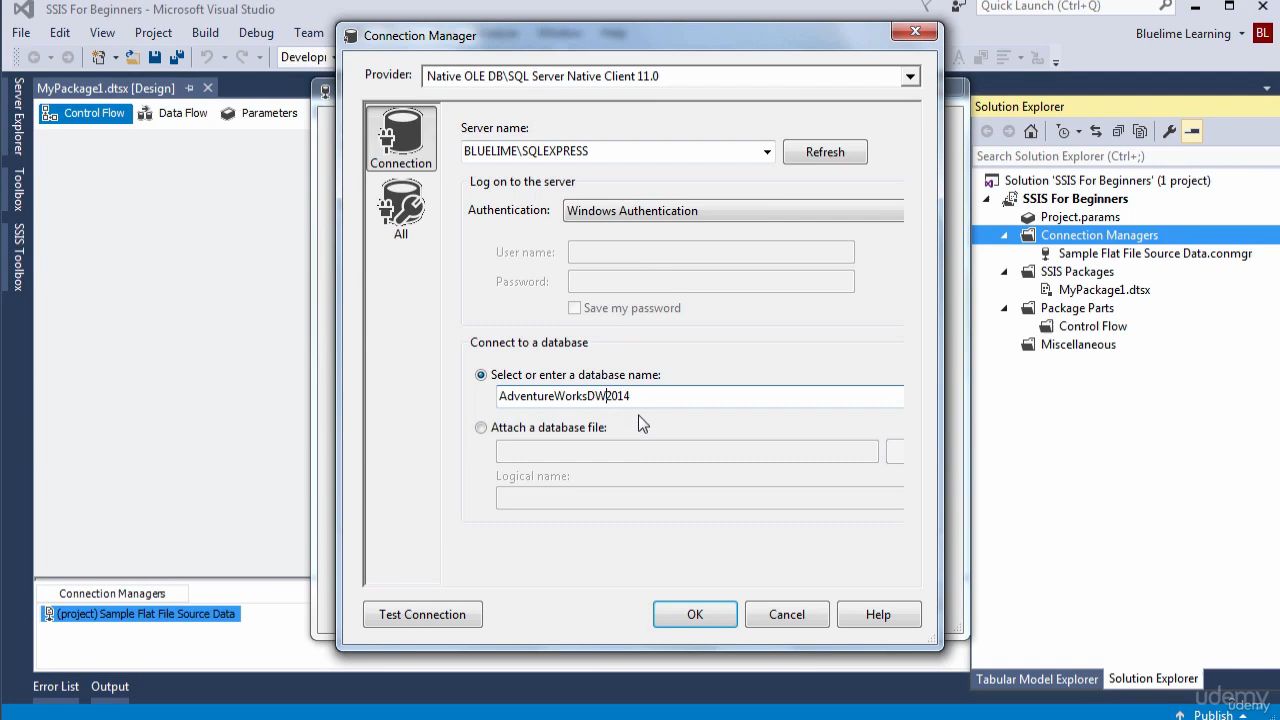 SSIS For Beginners - Microsoft Visual Studio
Quick Launch (Ctrl+Q)
File Edit View Project Build Debug Team
Bluelime Learning BL
Developi
MyPackage1.dtsx [Design]
Control Flow Data Flow Parameters
Server Explorer
Toolbox
SSIS Toolbox
Connection Manager
Provider: Native OLE DB\SQL Server Native Client 11.0
Connection
All
Server name:
BLUELIME\SQLEXPRESS Refresh
Log on to the server
Authentication: Windows Authentication
User name:
Password:
Save my password
Connect to a database
Select or enter a database name:
AdventureWorksDW2014
Attach a database file:
Logical name:
Test Connection OK Cancel Help
Solution Explorer
Search Solution Explorer (Ctrl+;)
Solution 'SSIS For Beginners' (1 project)
SSIS For Beginners
Project.params
Connection Managers
Sample Flat File Source Data.conmgr
SSIS Packages
MyPackage1.dtsx
Package Parts
Control Flow
Miscellaneous
Connection Managers
(project) Sample Flat File Source Data
Error List Output
Tabular Model Explorer Solution Explorer
udemy
udemy
Publish